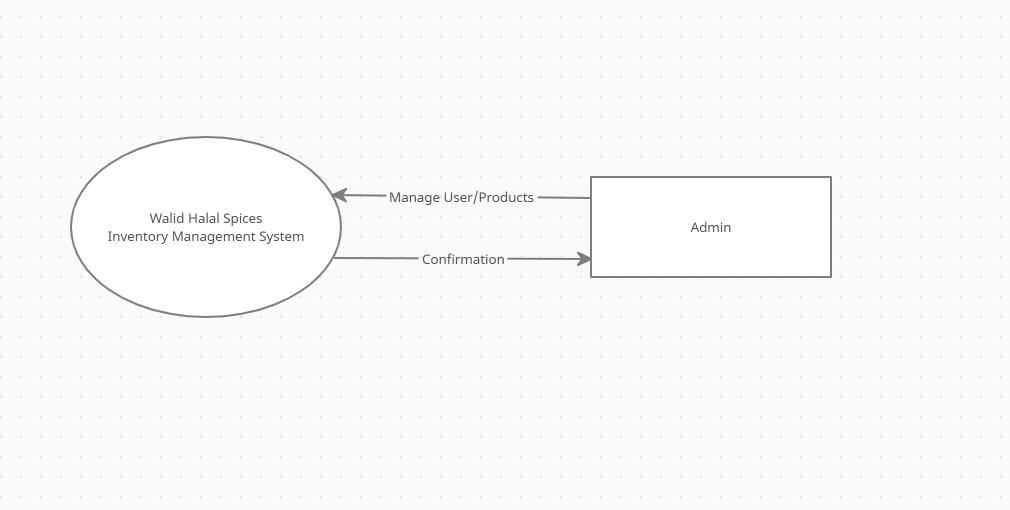 Walid Halal Spices
Inventory Management System
Manage User/Products
Confirmation
Admin